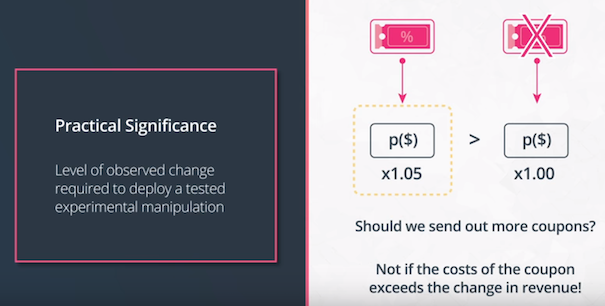 Practical Significance
Level of observed change
required to deploy a tested
experimental manipulation
%
%
p($) > p($)
x1.05 x1.00
Should we send out more coupons?
Not if the costs of the coupon
exceeds the change in revenue!